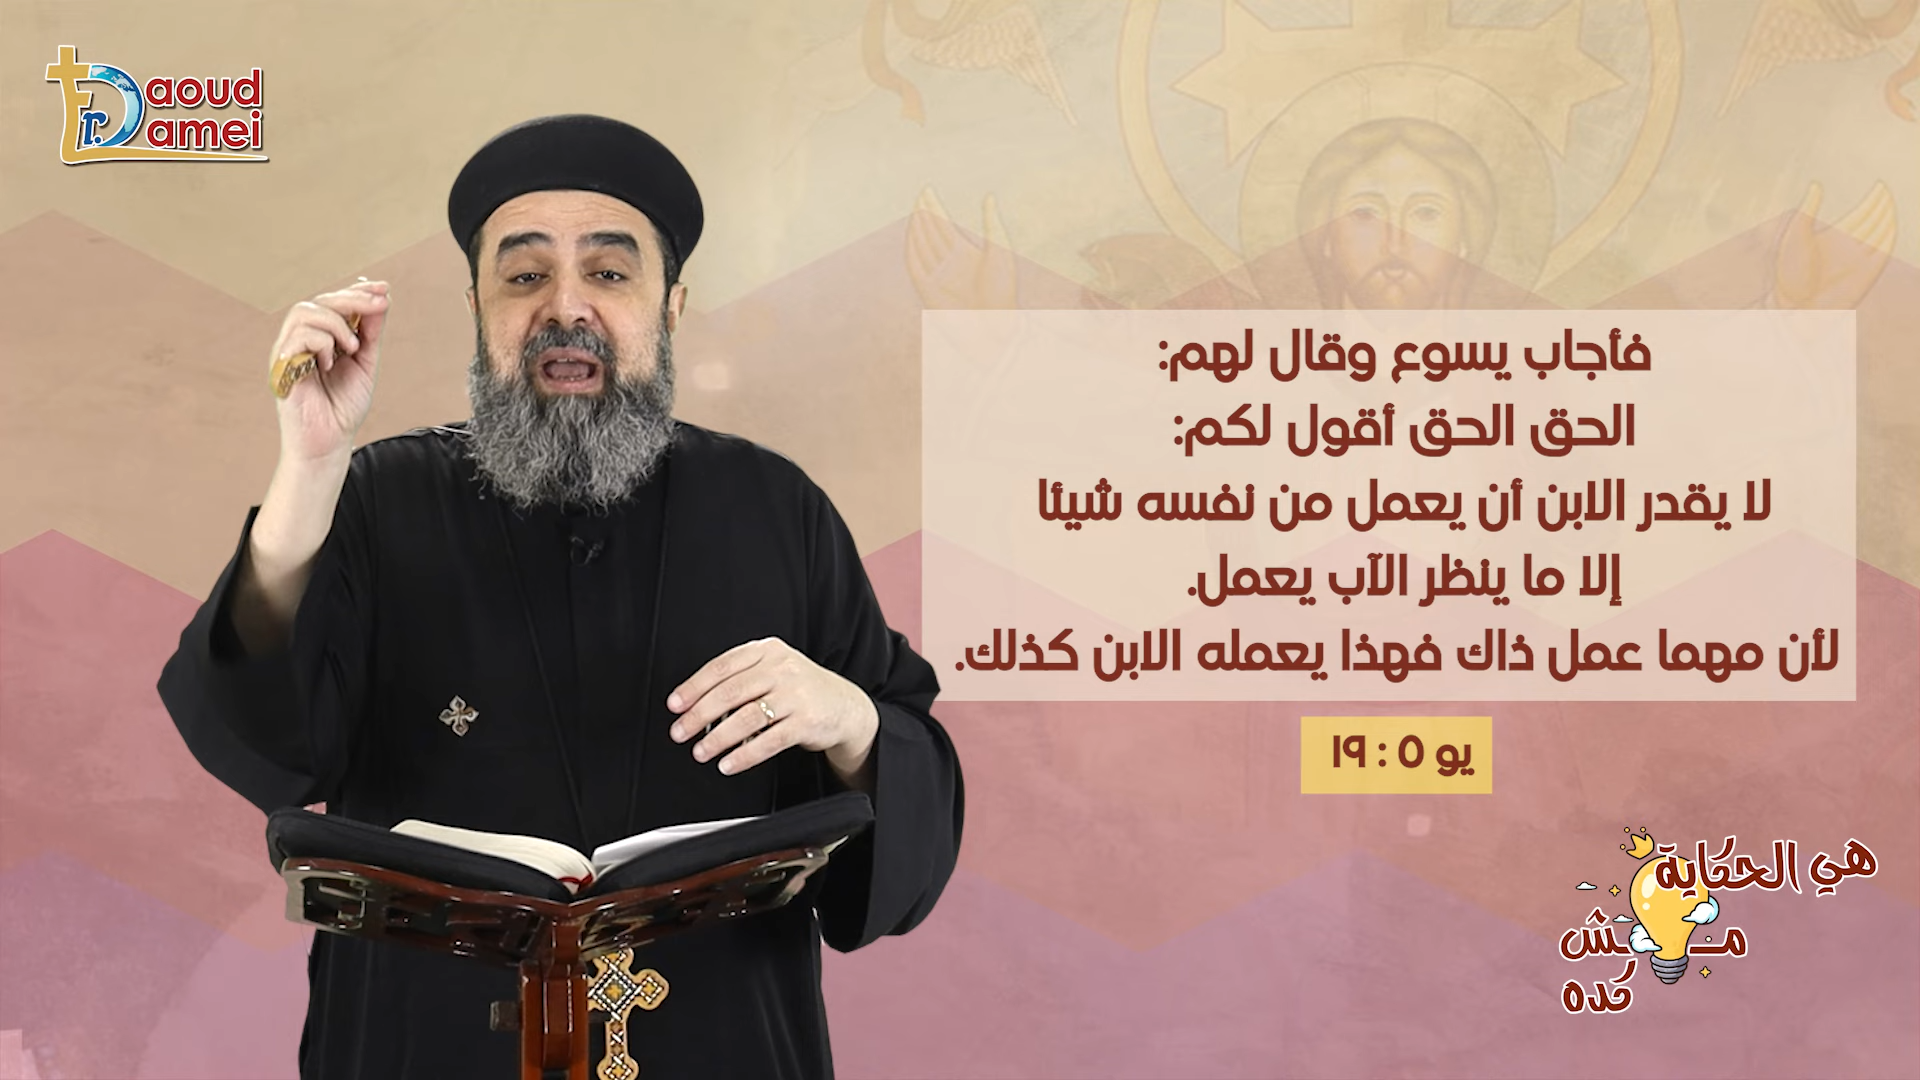 Fr. Daoud
Lamei
فأجاب يسوع وقال لهم:
الحق الحق أقول لكم:
لا يقدر الابن أن يعمل من نفسه شيئا
إلا ما ينظر الآب يعمل.
لأن مهما عمل ذاك فهذا يعمله الابن كذلك.
يو ٥ : ١٩
هي الحكاية
مش
كده